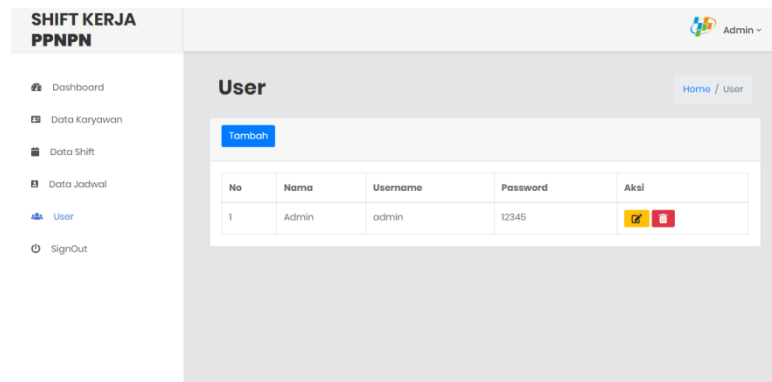 SHIFT KERJA
PPNPN
Admin
Dashboard
Data Karyawan
Data Shift
Data Jadwal
User
SignOut
User
Home / User
Tambah
No Nama Username Password Aksi
1 Admin admin 12345